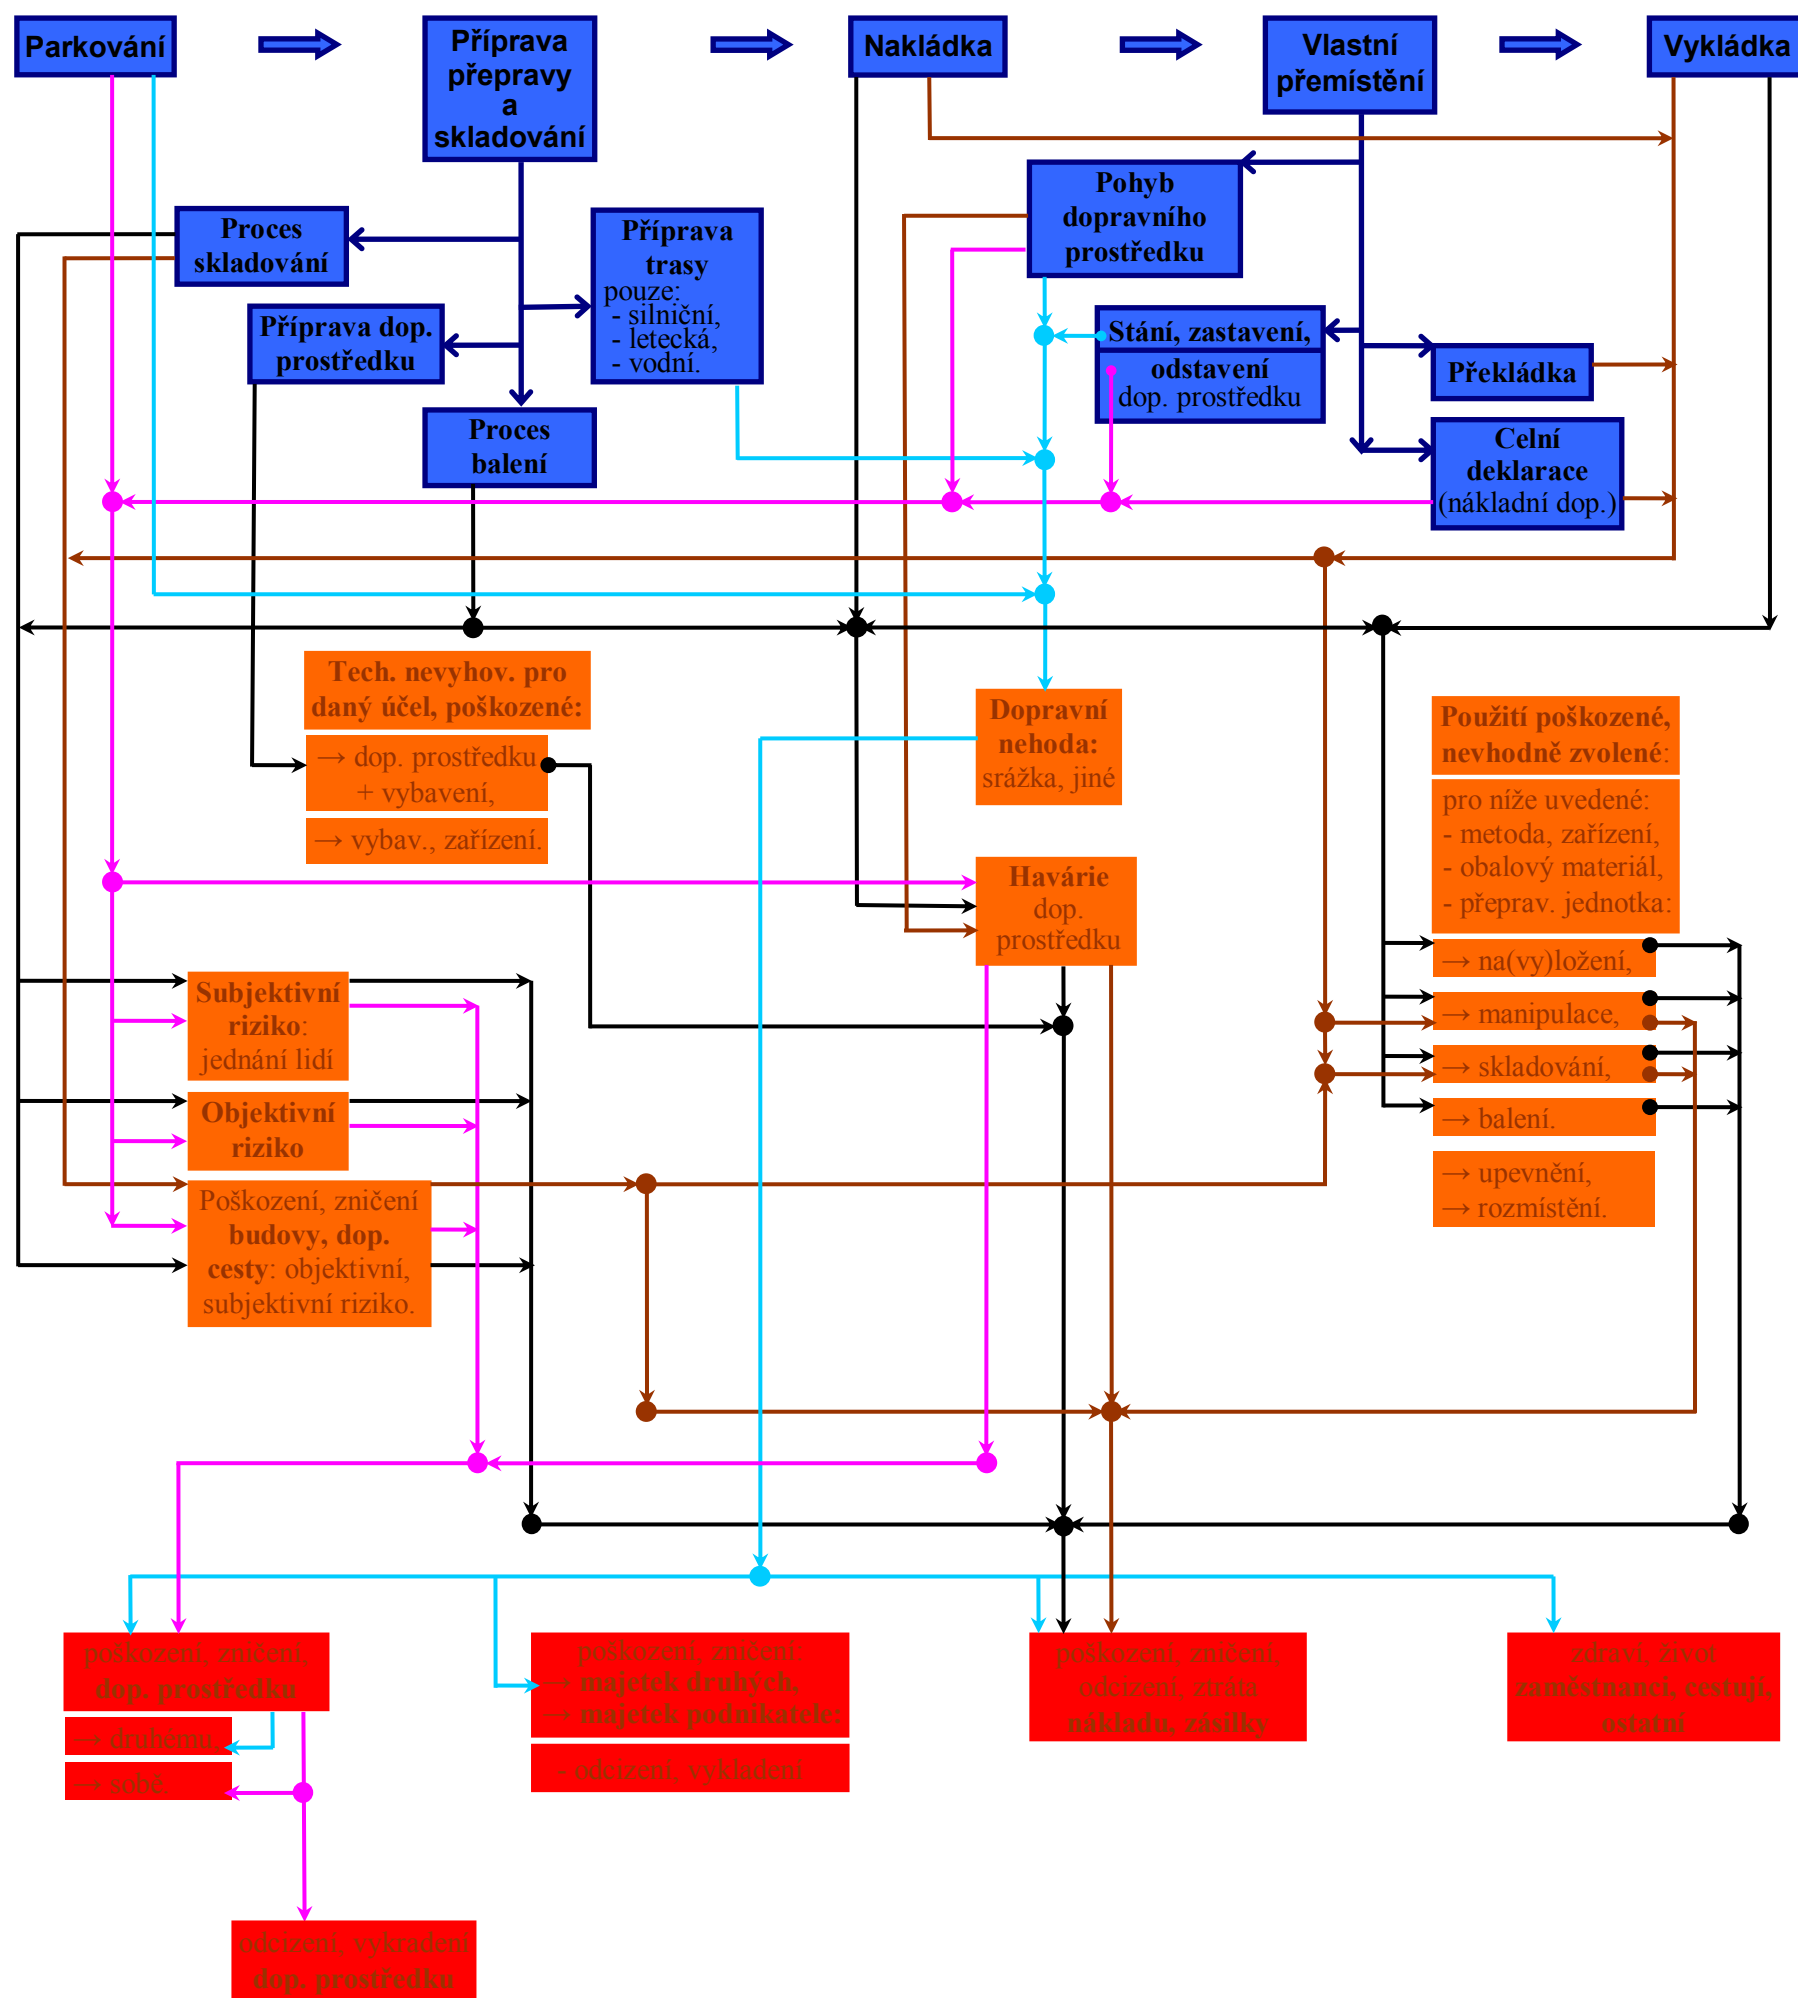 Parkování
Příprava
přepravy
a
skladování
Nakládka
Vlastní
přemístění
Vykládka
Proces
skladování
Příprava
trasy
pouze:
- silniční,
- letecká,
- vodní.
Pohyb
dopravního
prostředku
Příprava dop.
prostředku
Stání, zastavení,
odstavení
dop. prostředku
Překládka
Proces
balení
Celní
deklarace
(nákladní dop.)
Tech. nevyhov. pro
daný účel, poškozené:
→ dop. prostředku
+ vybavení,
→ vybav., zařízení.
Dopravní
nehoda:
srážka, jiné
Použití poškozené,
nevhodně zvolené:
pro níže uvedené:
- metoda, zařízení,
- obalový materiál,
- přeprav. jednotka:
→ na(vy)ložení,
→ manipulace,
→ skladování,
→ balení.
→ upevnění,
→ rozmístění.
Havárie
dop.
prostředku
Subjektivní
riziko:
jednání lidí
Objektivní
riziko
Poškození, zničení
budovy, dop.
cesty: objektivní,
subjektivní riziko.
poškození, zničení,
dop. prostředku
→ druhému
→ sobě
poškození, zničení:
→ majetek druhých,
→ majetek podnikatele:
- odcizení, vykladení
poškození, zničení,
odcizení, ztráta
nákladu, zásilky
zdraví, život
zaměstnanci, cestují,
ostatní
odcizení, vykradení
dop. prostředku